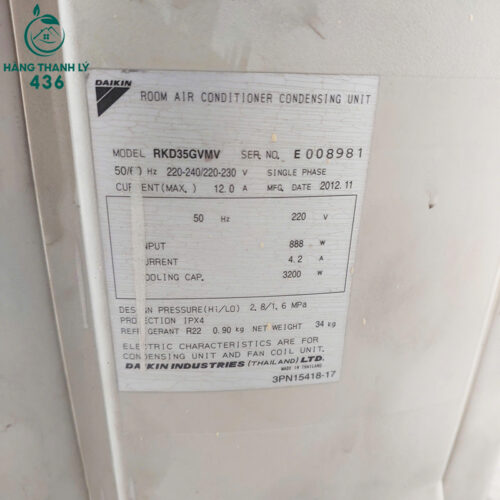 HANG THANH LÝ
436
DAIKIN
ROOM AIR CONDITIONER CONDENSING UNIT
MODEL RKD35GVMV SER. NO. E008981
50/60 Hz 220-240/220-230 V SINGLE PHASE
CURRENT(MAX.) 12.0 A MFG. DATE 2012.11
50 Hz 220 V
INPUT 888 W
CURRENT 4.2 A
COOLING CAP. 3200 W
DESIGN PRESSURE(HI/LO) 2.8/1.6 MPa
PROTECTION IPX4
REFRIGERANT R22 0.90 kg NET WEIGHT 34 kg
ELECTRIC CHARACTERISTICS ARE FOR
CONDENSING UNIT AND FAN COIL UNIT.
DAIKIN INDUSTRIES (THAILAND) LTD.
MADE IN THAILAND
3PN15418-17